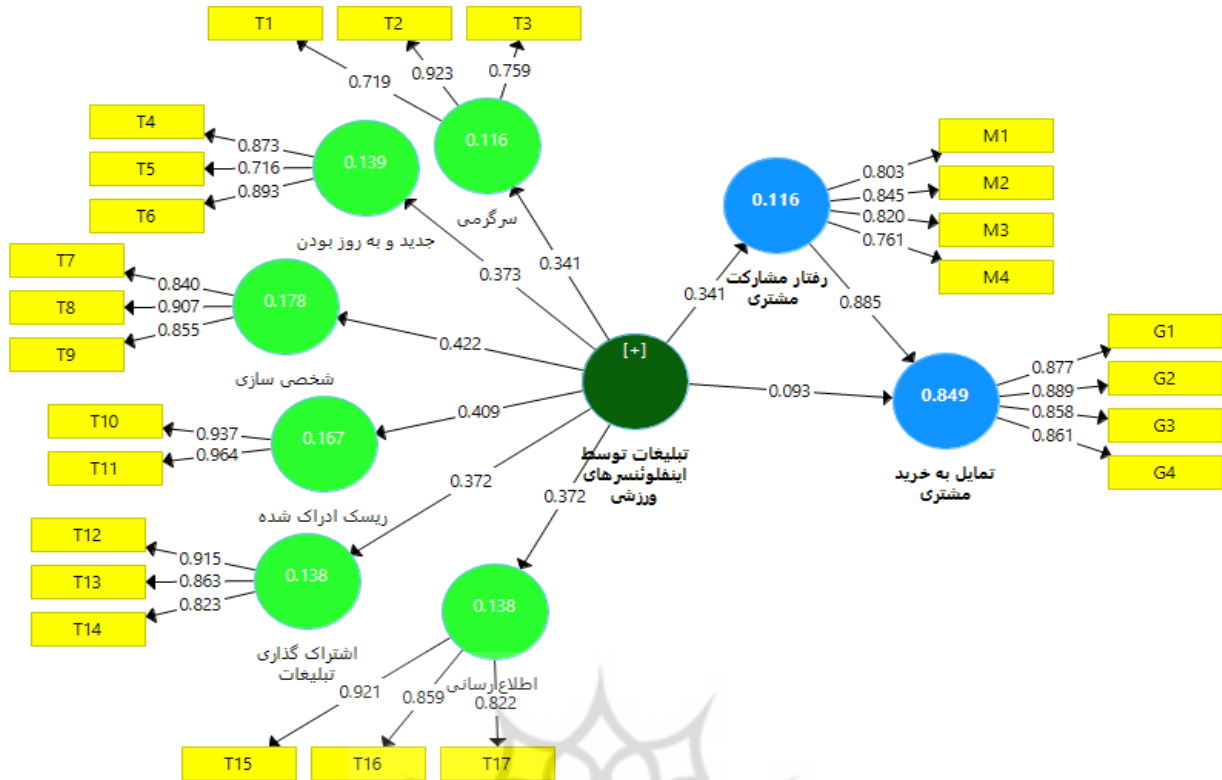 T1
T2
T3
0.719
0.923
0.759
0.116
سرگرمی
T4
T5
T6
0.873
0.716
0.893
0.139
جدید و به روز بودن
T7
T8
T9
0.840
0.907
0.855
0.178
شخصی سازی
T10
T11
0.937
0.964
0.167
ریسک ادراک شده
T12
T13
T14
0.915
0.863
0.823
0.138
اشتراک گذاری
تبلیغات
0.138
اطلاع رسانی
0.921
0.859
0.822
T15
T16
T17
0.341
0.373
0.422
0.409
0.372
0.372
[+]
تبلیغات توسط
اینفلوئنسرهای
ورزشی
0.341
0.093
0.116
رفتار مشارکت
مشتری
0.803
0.845
0.820
0.761
M1
M2
M3
M4
0.885
0.849
تمایل به خرید
مشتری
0.877
0.889
0.858
0.861
G1
G2
G3
G4